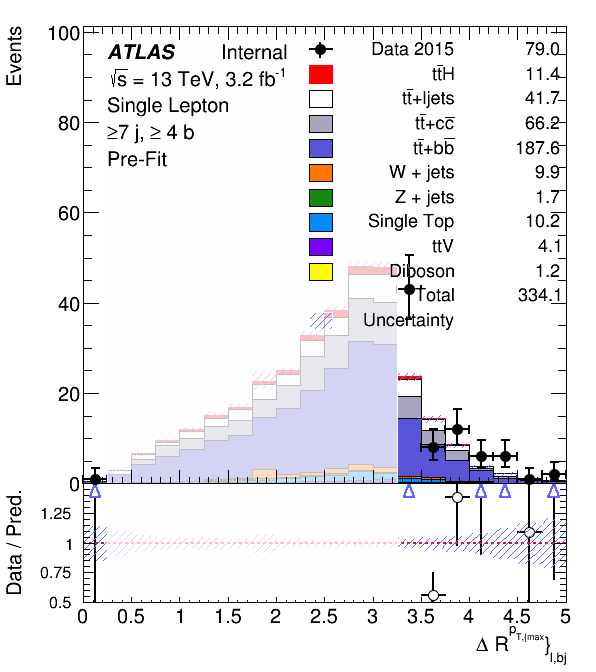 Events
100
80
60
40
20
0
ATLAS Internal
√s = 13 TeV, 3.2 fb⁻¹
Single Lepton
≥7 j, ≥ 4 b
Pre-Fit
Data 2015 79.0
tt̄H 11.4
tt̄+ljets 41.7
tt̄+cc̄ 66.2
tt̄+bb̄ 187.6
W + jets 9.9
Z + jets 1.7
Single Top 10.2
ttV 4.1
Diboson 1.2
Total 334.1
Uncertainty
Data / Pred.
1.25
1
0.75
0.5
0 0.5 1 1.5 2 2.5 3 3.5 4 4.5 5
Δ R^{p_{T,{max}}}_{l,bj}